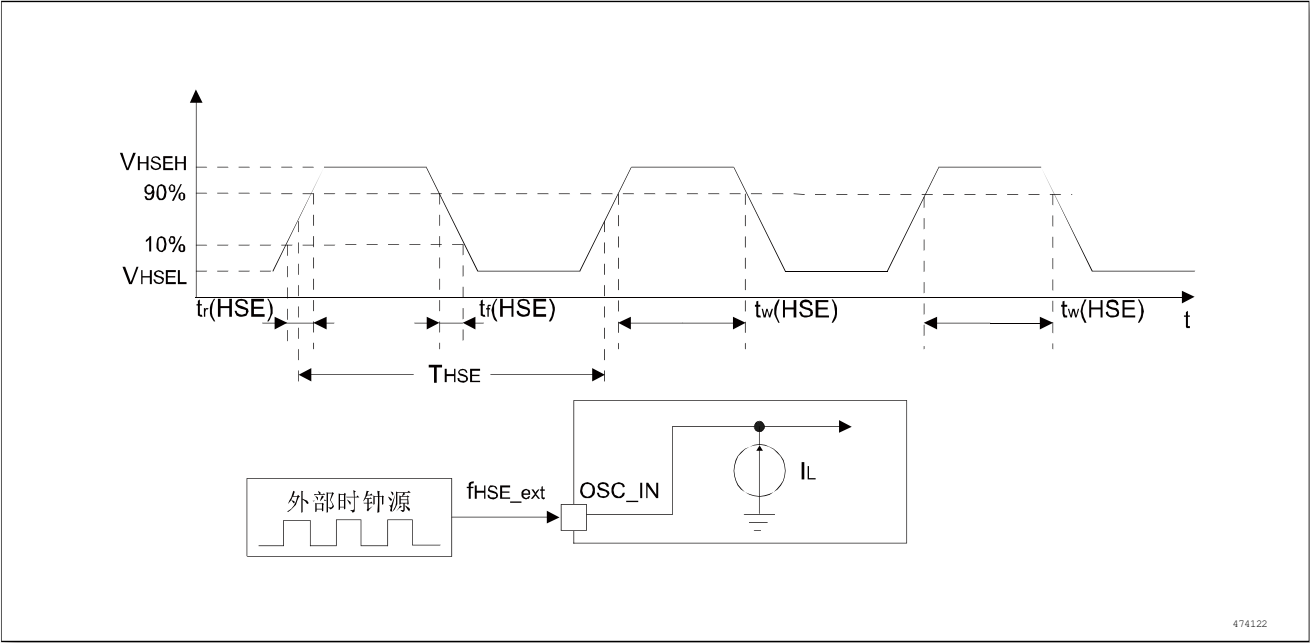 VHSEH
90%
10%
VHSEL
tr(HSE)
tf(HSE)
tw(HSE)
tw(HSE)
t
THSE
IL
外部时钟源
fHSE_ext
OSC_IN
474122